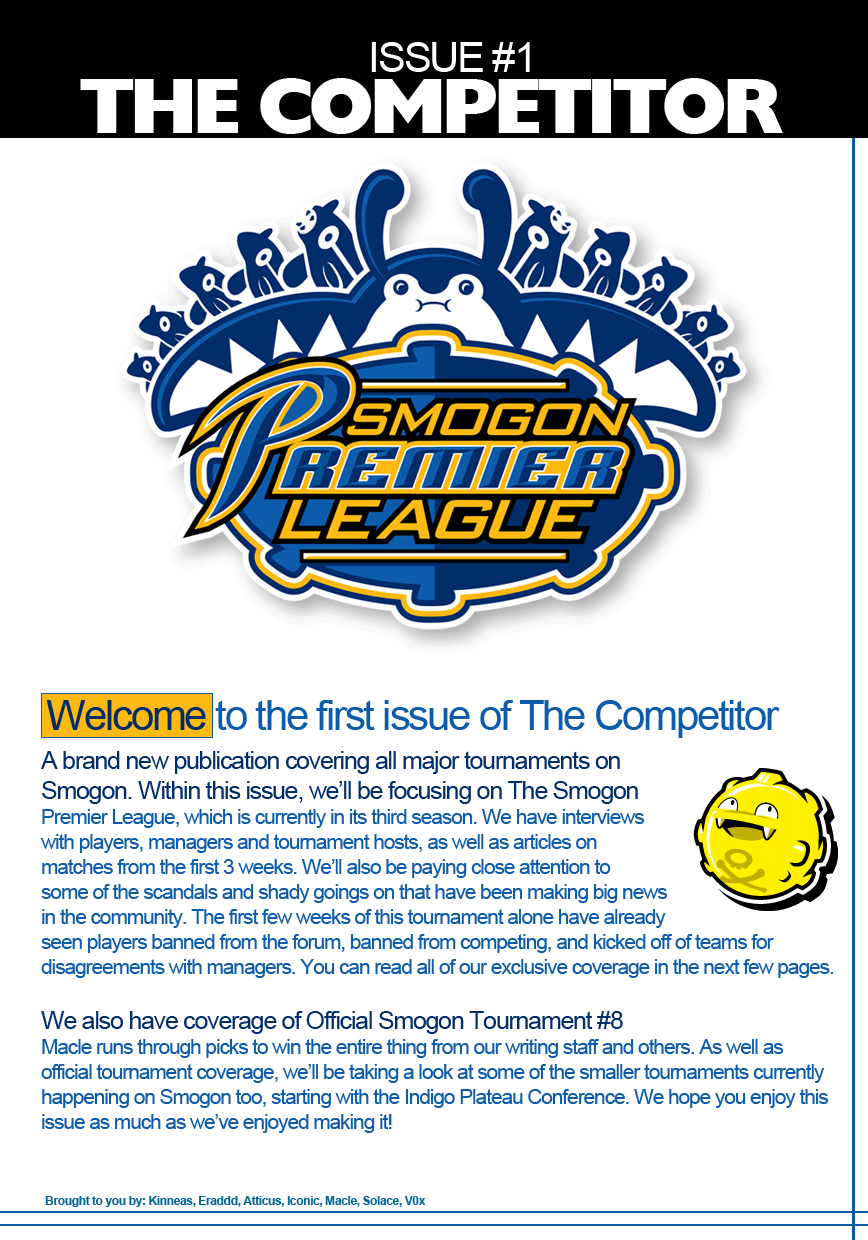 ISSUE #1
THE COMPETITOR
SMOGON
PREMIER
LEAGUE
Welcome to the first issue of The Competitor
A brand new publication covering all major tournaments on
Smogon. Within this issue, we'll be focusing on The Smogon
Premier League, which is currently in its third season. We have interviews
with players, managers and tournament hosts, as well as articles on
matches from the first 3 weeks. We'll also be paying close attention to
some of the scandals and shady goings on that have been making big news
in the community. The first few weeks of this tournament alone have already
seen players banned from the forum, banned from competing, and kicked off of teams for
disagreements with managers. You can read all of our exclusive coverage in the next few pages.
We also have coverage of Official Smogon Tournament #8
Macle runs through picks to win the entire thing from our writing staff and others. As well as
official tournament coverage, we'll be taking a look at some of the smaller tournaments currently
happening on Smogon too, starting with the Indigo Plateau Conference. We hope you enjoy this
issue as much as we've enjoyed making it!
Brought to you by: Kinneas, Eraddd, Atticus, Iconic, Macle, Solace, V0x